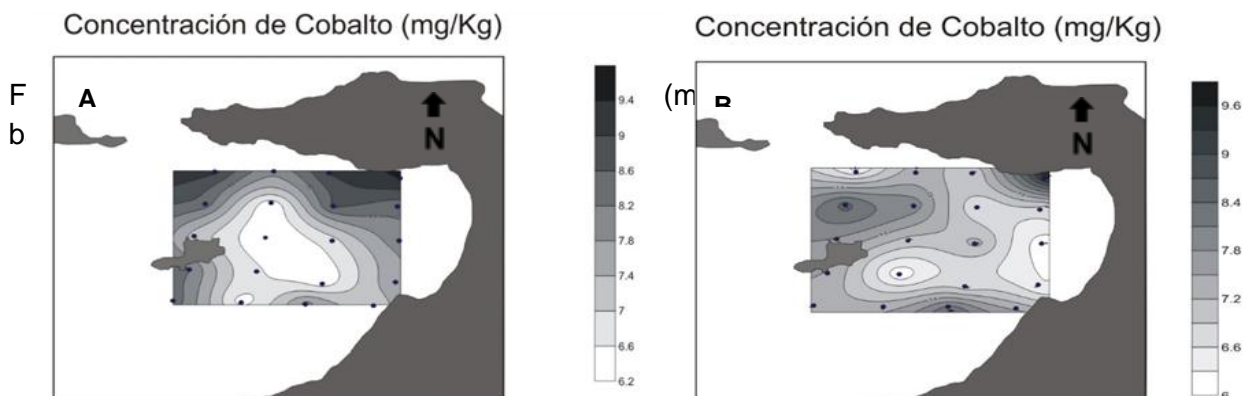 Concentración de Cobalto (mg/Kg)
F
b
A
N
9.4
9
8.6
8.2
7.8
7.4
7
6.6
6.2
Concentración de Cobalto (mg/Kg)
(m
B
N
9.6
9
8.4
7.8
7.2
6.6
6